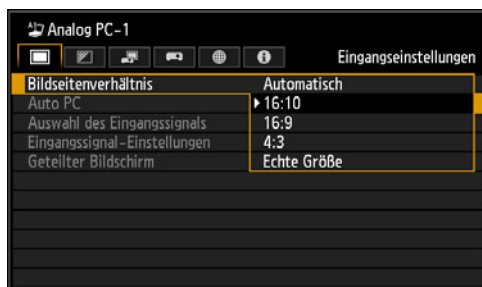 Analog PC-1
Eingangseinstellungen
Bildseitenverhältnis
Automatisch
Auto PC
16:10
Auswahl des Eingangssignals
16:9
Eingangssignal-Einstellungen
4:3
Geteilter Bildschirm
Echte Größe